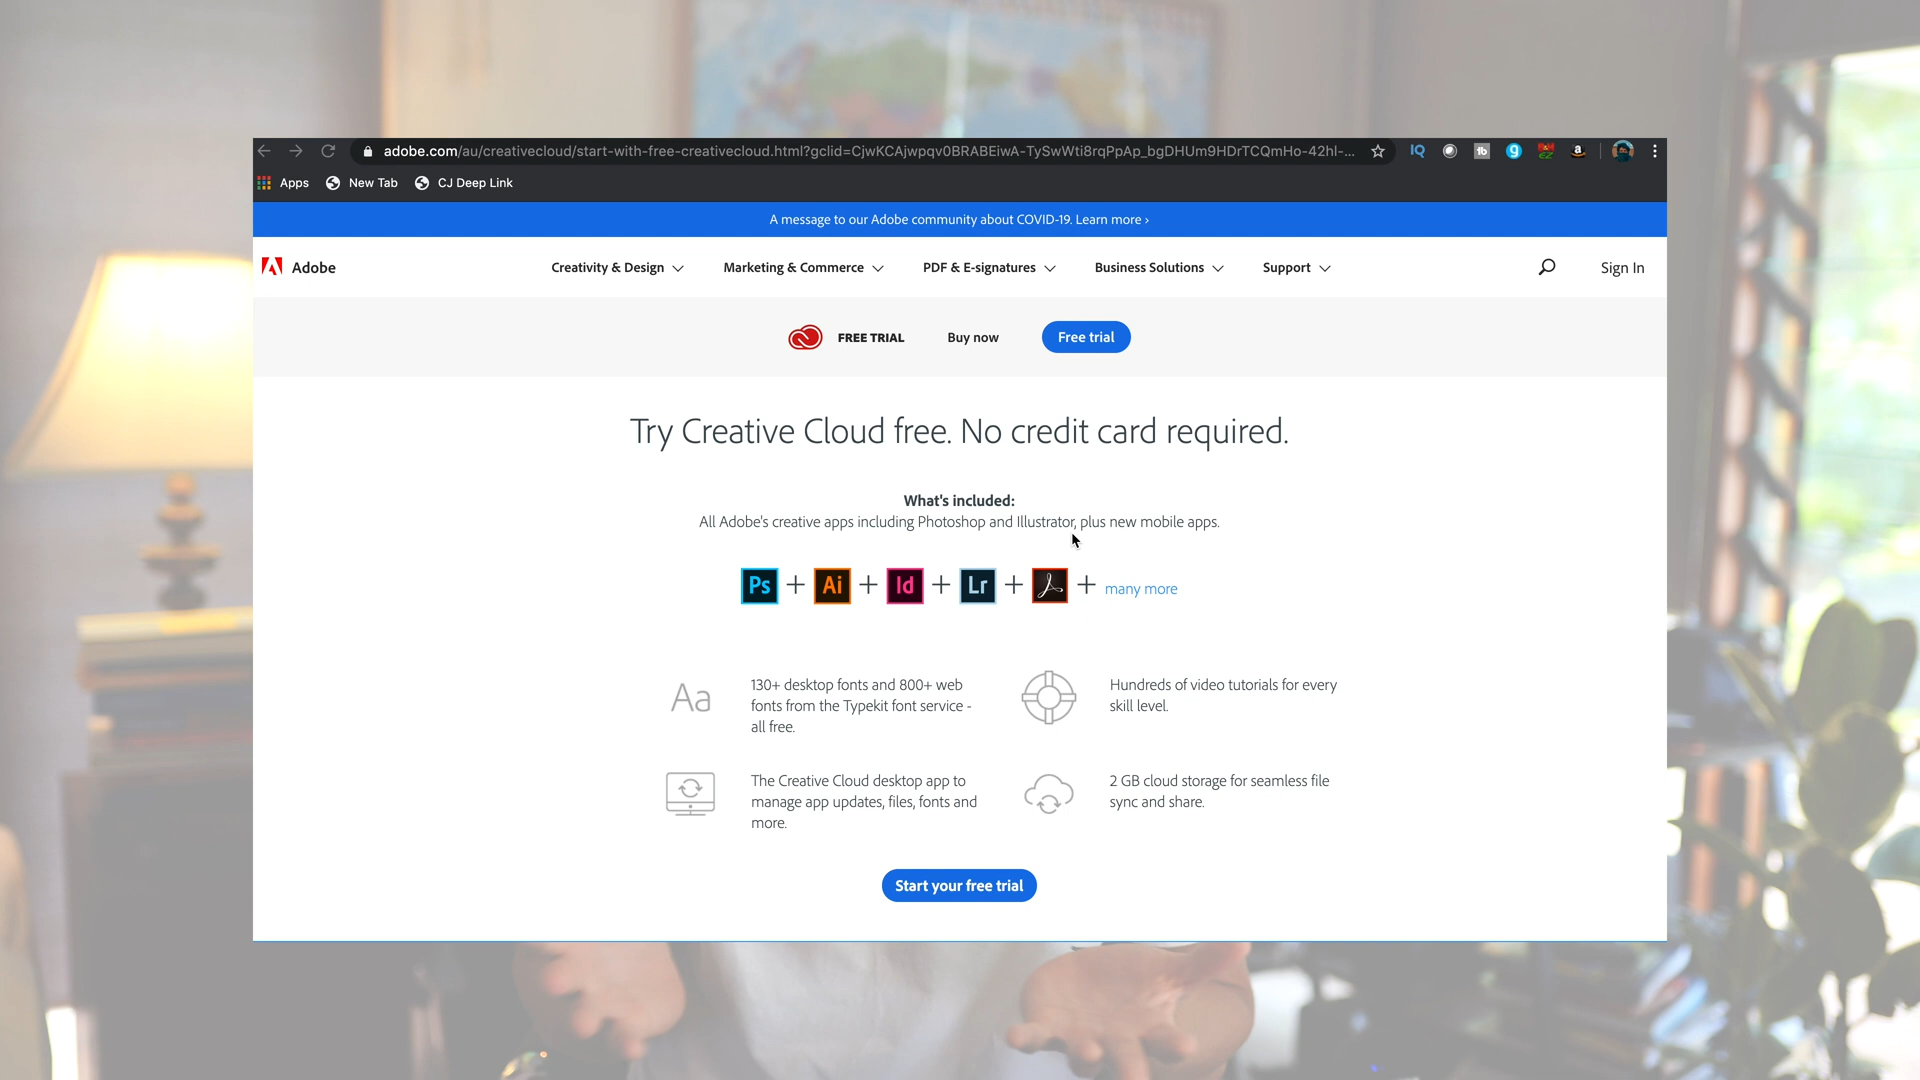 adobe.com/au/creativecloud/start-with-free-creativecloud.html?gclid=CjwKCAjwpqv0BRABEiwA-TySwWti8rqPpAp_bgDHUm9HDrTCQmHo-42hl-...
IQ
tb
g
EZ
a
Apps
New Tab
CJ Deep Link
A message to our Adobe community about COVID-19. Learn more ›
Adobe
Creativity & Design
Marketing & Commerce
PDF & E-signatures
Business Solutions
Support
Sign In
FREE TRIAL
Buy now
Free trial
Try Creative Cloud free. No credit card required.
What's included:
All Adobe's creative apps including Photoshop and Illustrator, plus new mobile apps.
Ps + Ai + Id + Lr + + many more
Aa
130+ desktop fonts and 800+ web
fonts from the Typekit font service -
all free.
Hundreds of video tutorials for every
skill level.
The Creative Cloud desktop app to
manage app updates, files, fonts and
more.
2 GB cloud storage for seamless file
sync and share.
Start your free trial